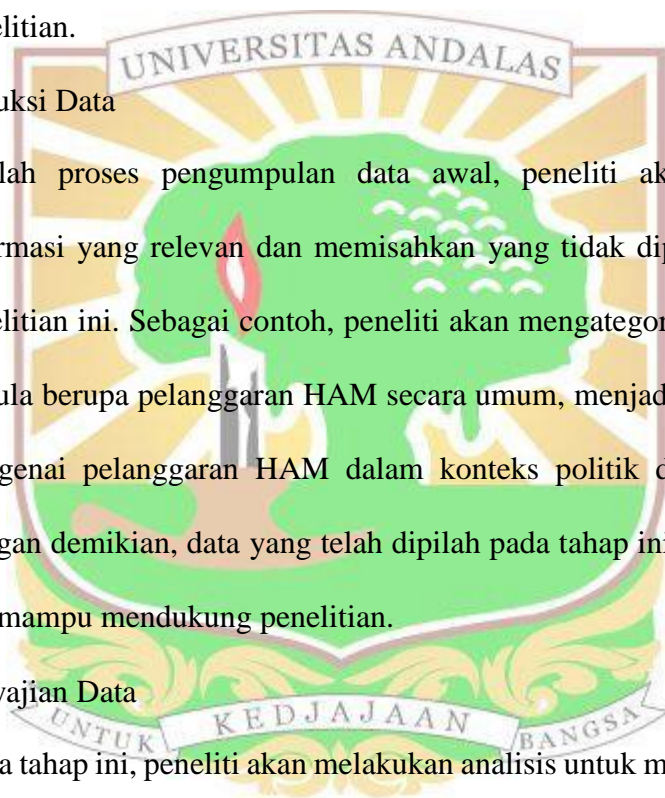 elitian.
UNIVERSITAS ANDALAS
uksi Data
lah proses pengumpulan data awal, peneliti ak
rmasi yang relevan dan memisahkan yang tidak dip
elitian ini. Sebagai contoh, peneliti akan mengategor
ula berupa pelanggaran HAM secara umum, menjad
genai pelanggaran HAM dalam konteks politik d
gan demikian, data yang telah dipilah pada tahap ini
mampu mendukung penelitian.
yajian Data
UNTUK KEDJAJAAN BANGSA
a tahap ini, peneliti akan melakukan analisis untuk m